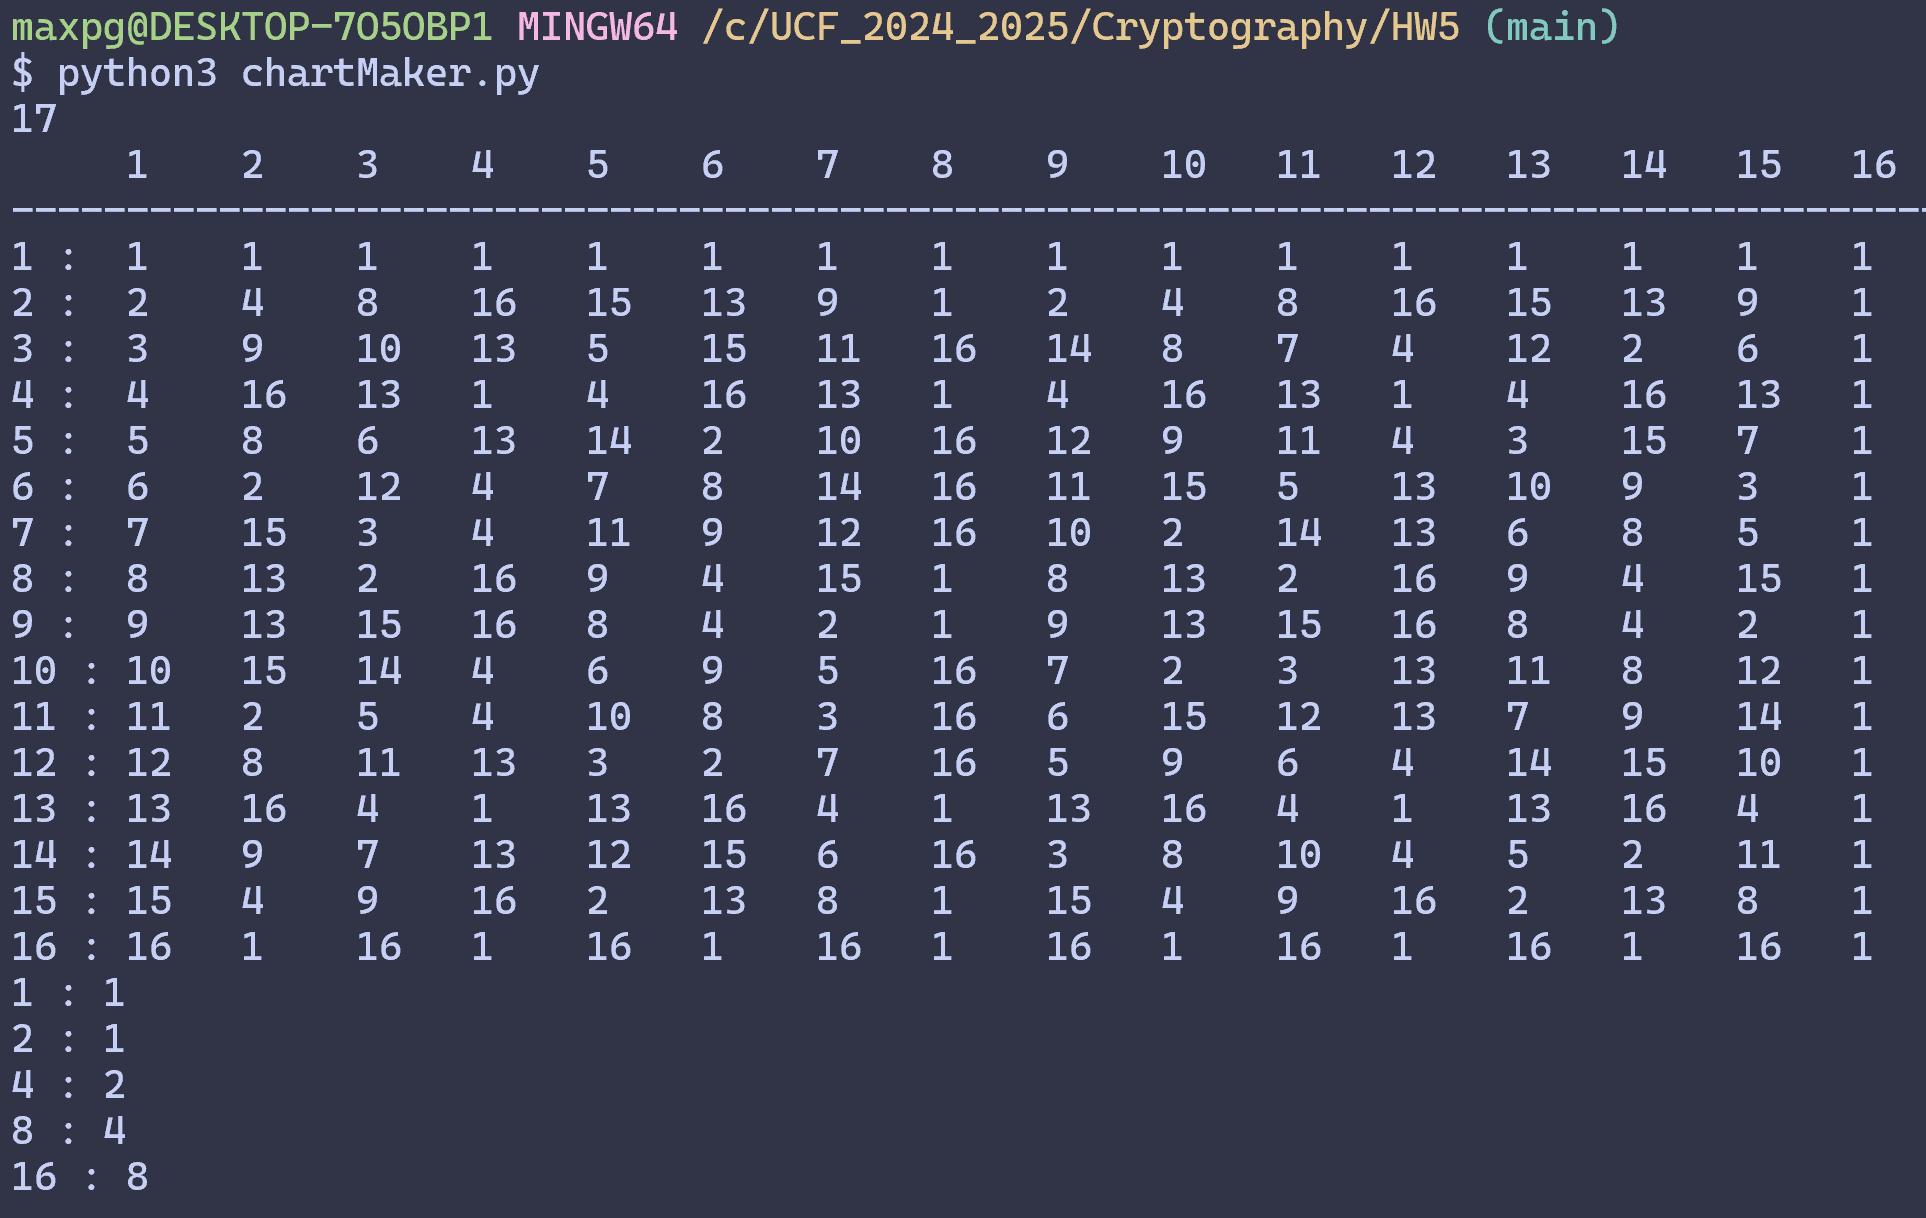 maxpg@DESKTOP-7O5OBP1 MINGW64 /c/UCF_2024_2025/Cryptography/HW5 (main)
$ python3 chartMaker.py
17
     1    2    3    4    5    6    7    8    9    10   11   12   13   14   15   16
-----------------------------------------------------------------------------------
1 :  1    1    1    1    1    1    1    1    1    1    1    1    1    1    1    1
2 :  2    4    8    16   15   13   9    1    2    4    8    16   15   13   9    1
3 :  3    9    10   13   5    15   11   16   14   8    7    4    12   2    6    1
4 :  4    16   13   1    4    16   13   1    4    16   13   1    4    16   13   1
5 :  5    8    6    13   14   2    10   16   12   9    11   4    3    15   7    1
6 :  6    2    12   4    7    8    14   16   11   15   5    13   10   9    3    1
7 :  7    15   3    4    11   9    12   16   10   2    14   13   6    8    5    1
8 :  8    13   2    16   9    4    15   1    8    13   2    16   9    4    15   1
9 :  9    13   15   16   8    4    2    1    9    13   15   16   8    4    2    1
10 : 10   15   14   4    6    9    5    16   7    2    3    13   11   8    12   1
11 : 11   2    5    4    10   8    3    16   6    15   12   13   7    9    14   1
12 : 12   8    11   13   3    2    7    16   5    9    6    4    14   15   10   1
13 : 13   16   4    1    13   16   4    1    13   16   4    1    13   16   4    1
14 : 14   9    7    13   12   15   6    16   3    8    10   4    5    2    11   1
15 : 15   4    9    16   2    13   8    1    15   4    9    16   2    13   8    1
16 : 16   1    16   1    16   1    16   1    16   1    16   1    16   1    16   1
1 : 1
2 : 1
4 : 2
8 : 4
16 : 8